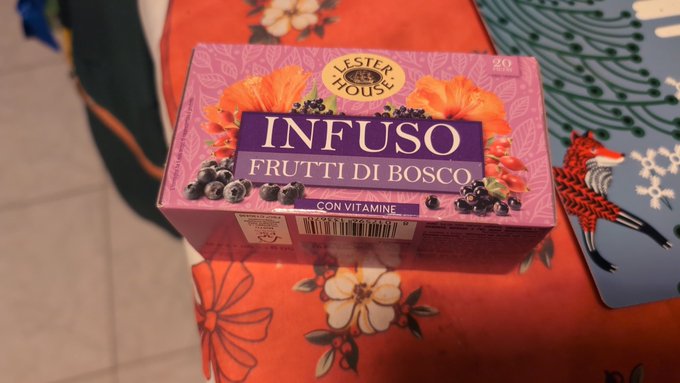 LESTER
HOUSE
20
INFUSO
FRUTTI DI BOSCO
CON VITAMINE